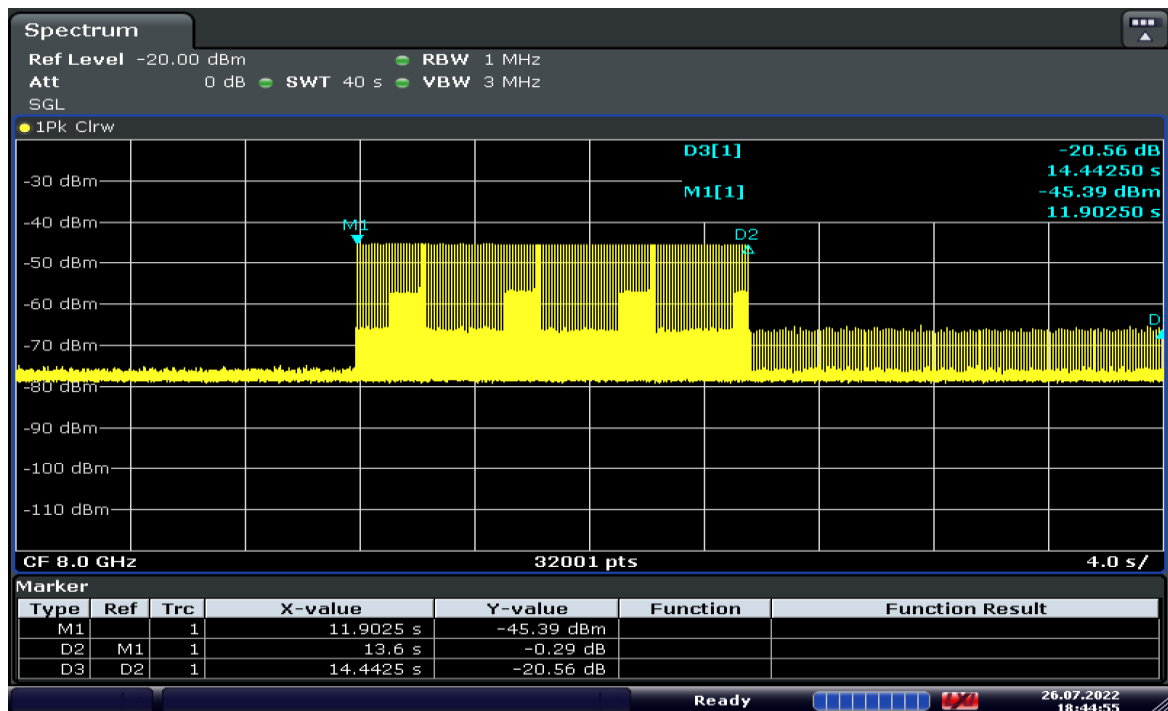 Spectrum
Ref Level -20.00 dBm RBW 1 MHz
Att 0 dB SWT 40 s VBW 3 MHz
SGL
1Pk Clrw
D3[1] -20.56 dB
14.44250 s
M1[1] -45.39 dBm
11.90250 s
-30 dBm
-40 dBm
M1
D2
-50 dBm
-60 dBm
D
-70 dBm
-80 dBm
-90 dBm
-100 dBm
-110 dBm
CF 8.0 GHz 32001 pts 4.0 s/
Marker
Type Ref Trc X-value Y-value Function Function Result
M1 1 11.9025 s -45.39 dBm
D2 M1 1 13.6 s -0.29 dB
D3 D2 1 14.4425 s -20.56 dB
Ready 26.07.2022
18:44:55